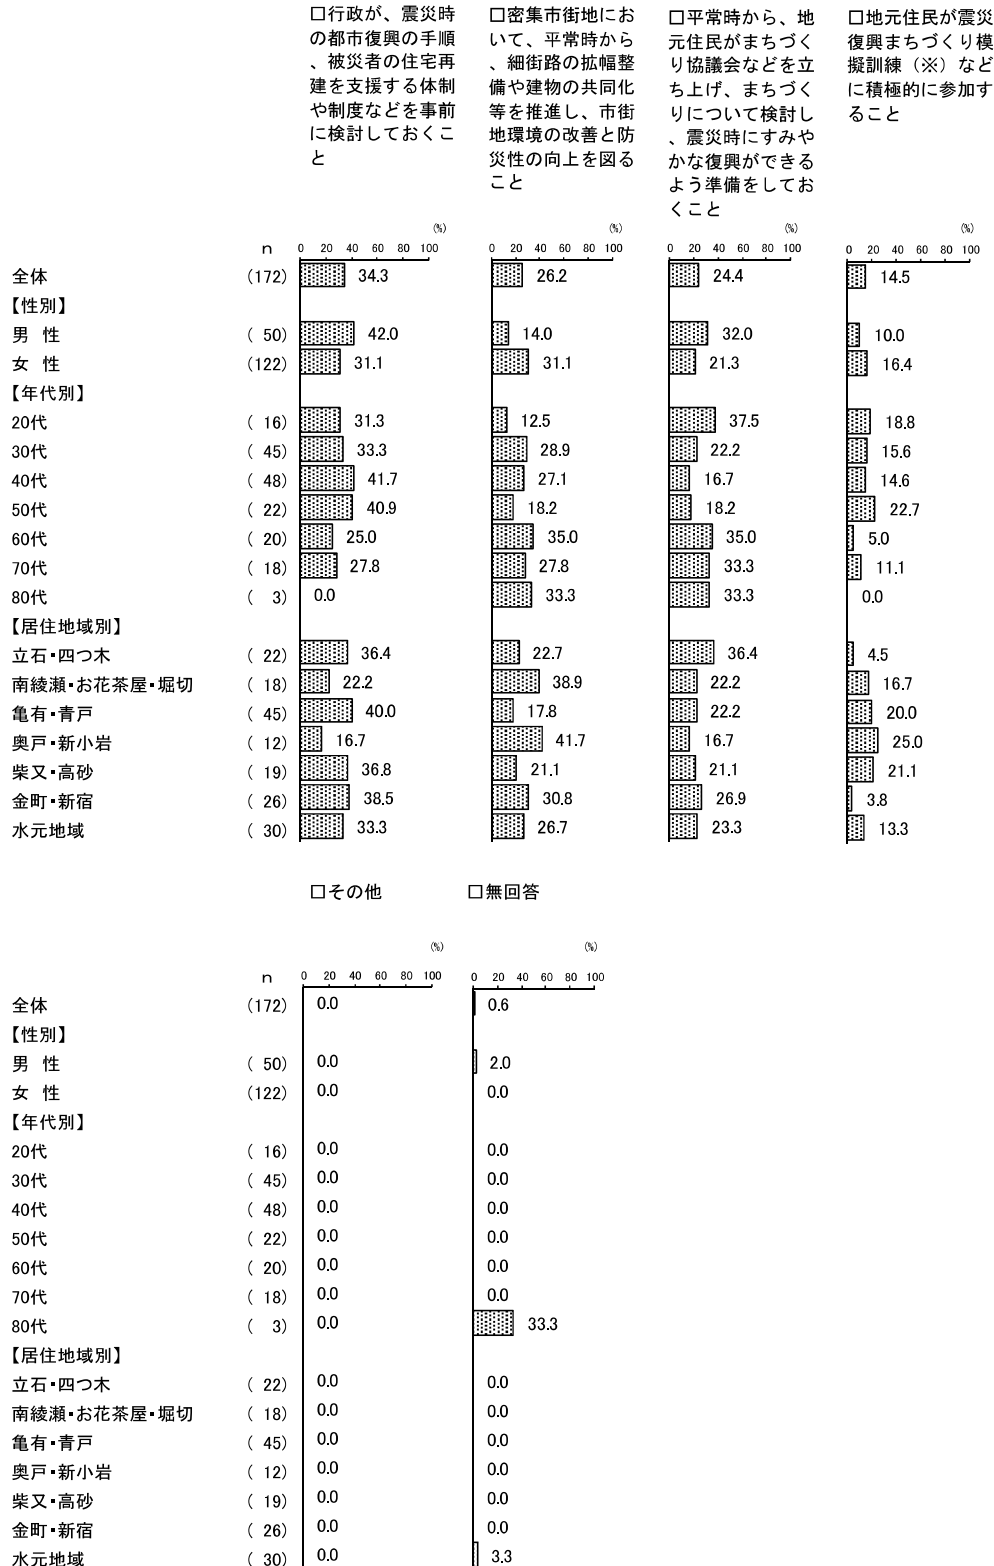 □行政が、震災時
の都市復興の手順
、被災者の住宅再
建を支援する体制
や制度などを事前
に検討しておくこ
と
□密集市街地にお
いて、平常時から
、細街路の拡幅整
備や建物の共同化
等を推進し、市街
地環境の改善と防
災性の向上を図る
こと
□平常時から、地
元住民がまちづく
り協議会などを立
ち上げ、まちづく
りについて検討し
、震災時にすみや
かな復興ができる
よう準備をしてお
くこと
□地元住民が震災
復興まちづくり模
擬訓練（※）など
に積極的に参加す
ること
(%) (%) (%) (%)
n 0 20 40 60 80 100 0 20 40 60 80 100 0 20 40 60 80 100 0 20 40 60 80 100
全体 (172) 34.3 26.2 24.4 14.5
【性別】
男 性 ( 50) 42.0 14.0 32.0 10.0
女 性 (122) 31.1 31.1 21.3 16.4
【年代別】
20代 ( 16) 31.3 12.5 37.5 18.8
30代 ( 45) 33.3 28.9 22.2 15.6
40代 ( 48) 41.7 27.1 16.7 14.6
50代 ( 22) 40.9 18.2 18.2 22.7
60代 ( 20) 25.0 35.0 35.0 5.0
70代 ( 18) 27.8 27.8 33.3 11.1
80代 ( 3) 0.0 33.3 33.3 0.0
【居住地域別】
立石・四つ木 ( 22) 36.4 22.7 36.4 4.5
南綾瀬・お花茶屋・堀切 ( 18) 22.2 38.9 22.2 16.7
亀有・青戸 ( 45) 40.0 17.8 22.2 20.0
奥戸・新小岩 ( 12) 16.7 41.7 16.7 25.0
柴又・高砂 ( 19) 36.8 21.1 21.1 21.1
金町・新宿 ( 26) 38.5 30.8 26.9 3.8
水元地域 ( 30) 33.3 26.7 23.3 13.3
□その他 □無回答
(%) (%)
n 0 20 40 60 80 100 0 20 40 60 80 100
全体 (172) 0.0 0.6
【性別】
男 性 ( 50) 0.0 2.0
女 性 (122) 0.0 0.0
【年代別】
20代 ( 16) 0.0 0.0
30代 ( 45) 0.0 0.0
40代 ( 48) 0.0 0.0
50代 ( 22) 0.0 0.0
60代 ( 20) 0.0 0.0
70代 ( 18) 0.0 0.0
80代 ( 3) 0.0 33.3
【居住地域別】
立石・四つ木 ( 22) 0.0 0.0
南綾瀬・お花茶屋・堀切 ( 18) 0.0 0.0
亀有・青戸 ( 45) 0.0 0.0
奥戸・新小岩 ( 12) 0.0 0.0
柴又・高砂 ( 19) 0.0 0.0
金町・新宿 ( 26) 0.0 0.0
水元地域 ( 30) 0.0 3.3